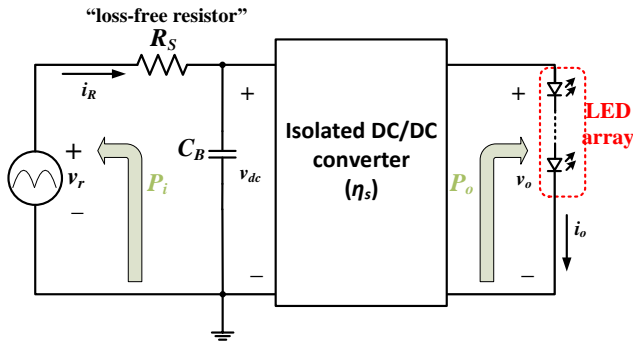 “loss-free resistor”
R_S
i_R
+
v_r
−
P_i
C_B
+
v_dc
−
Isolated DC/DC
converter
(η_s)
P_o
+
v_o
−
LED
array
i_o